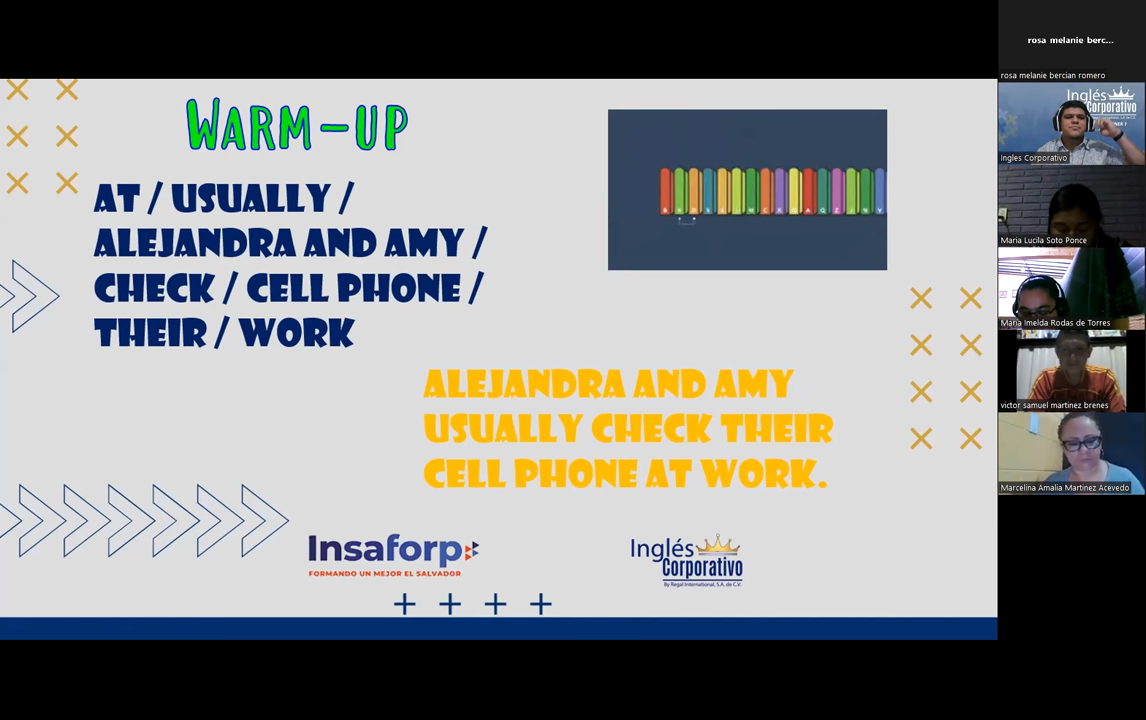 WARM-UP
AT / USUALLY /
ALEJANDRA AND AMY /
CHECK / CELL PHONE /
THEIR / WORK
ALEJANDRA AND AMY
USUALLY CHECK THEIR
CELL PHONE AT WORK.
Insaforp
FORMANDO UN MEJOR EL SALVADOR
Inglés
Corporativo
By Regal International, S.A. de C.V.
rosa melanie berc...
rosa melanie bercian romero
Inglés
Corporativo
Ingles Corporativo
Maria Lucila Soto Ponce
Maria Imelda Rodas de Torres
victor samuel martinez brenes
Marcelina Amalia Martinez Acevedo